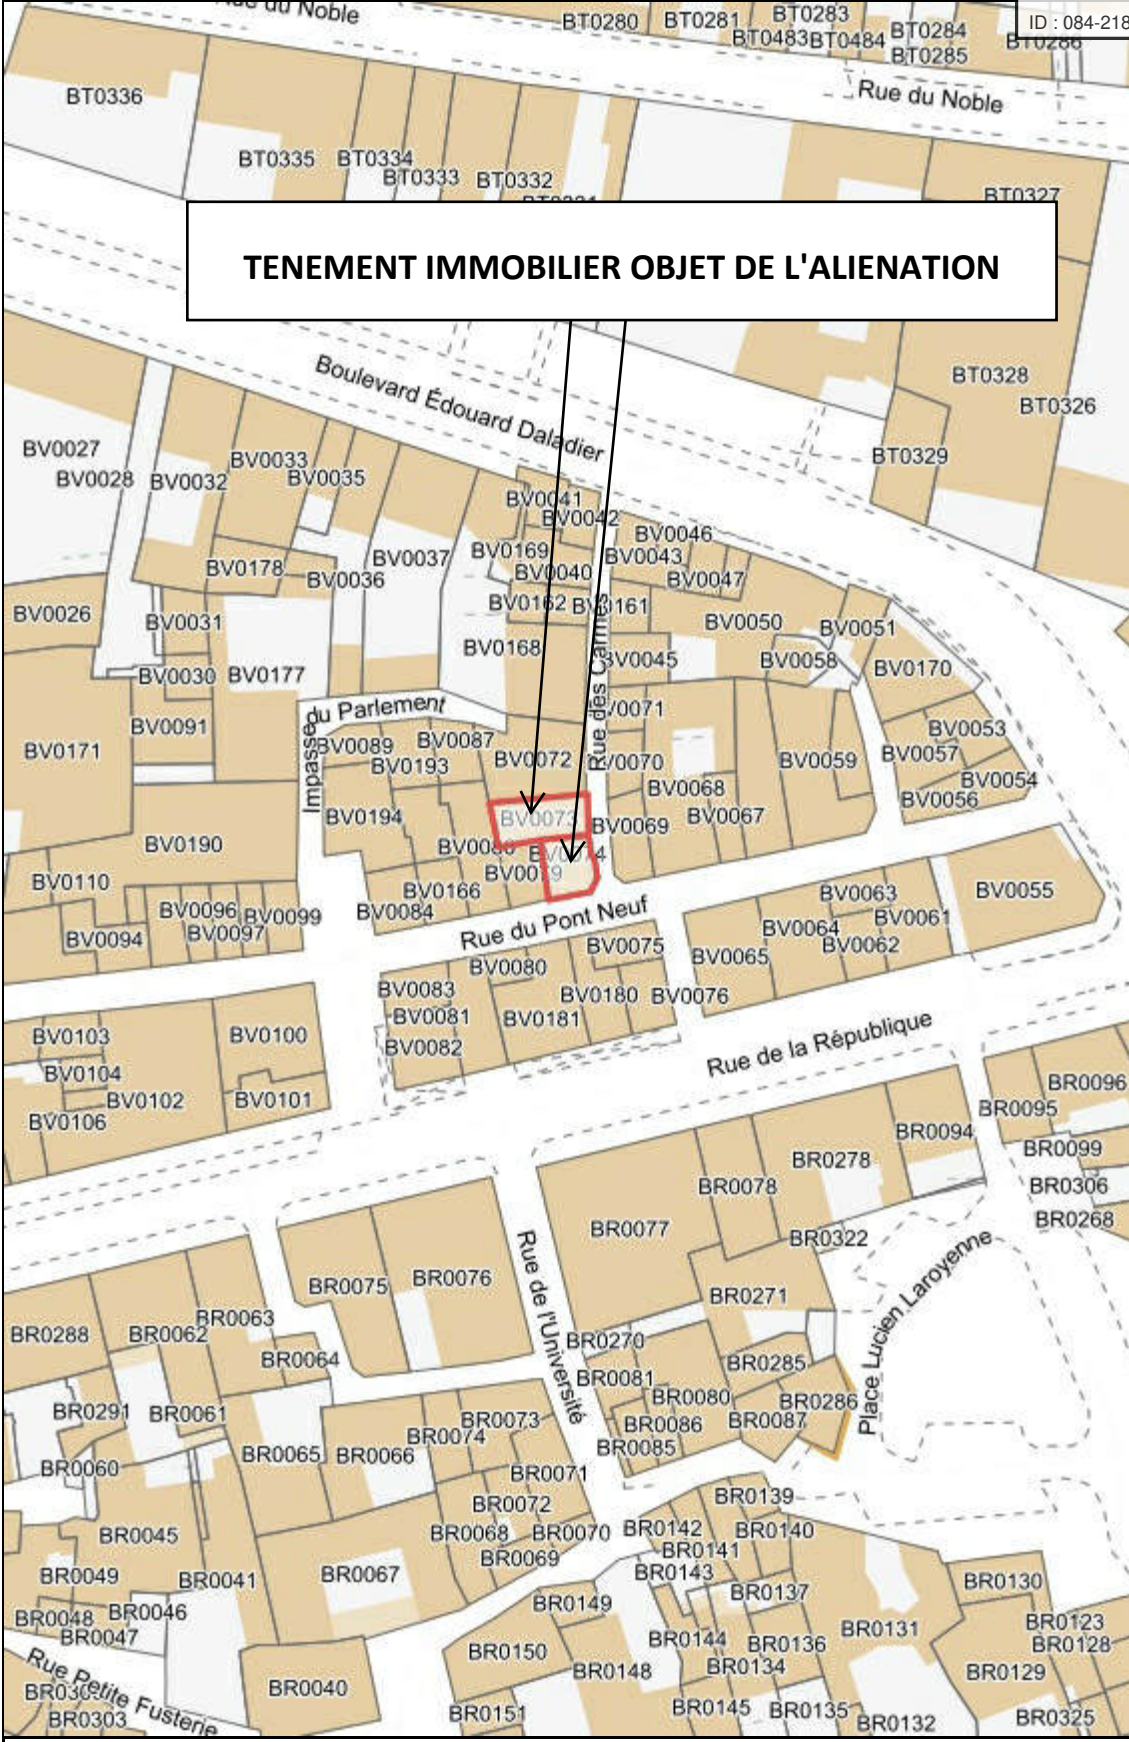 Rue du Noble
BT0280
BT0281
BT0283
BT0483
BT0484
BT0284
BT0285
BT0286
ID : 084-218
BT0336
Rue du Noble
BT0335
BT0334
BT0333
BT0332
BT0327
TENEMENT IMMOBILIER OBJET DE L'ALIENATION
Boulevard Édouard Daladier
BT0328
BT0326
BT0329
BV0027
BV0028
BV0032
BV0033
BV0035
BV0041
BV0042
BV0046
BV0043
BV0047
BV0178
BV0036
BV0037
BV0169
BV0040
BV0162
BV0161
BV0026
BV0031
BV0168
BV0045
BV0050
BV0051
BV0058
BV0170
BV0030
BV0177
Rue des Carmes
BV0171
BV0091
Impasse du Parlement
BV0089
BV0087
BV0193
BV0072
BV0071
BV0070
BV0068
BV0059
BV0053
BV0057
BV0054
BV0056
BV0194
BV0073
BV0069
BV0067
BV0190
BV0074
BV0110
BV0166
BV0084
BV0096
BV0099
BV0097
BV0094
Rue du Pont Neuf
BV0063
BV0061
BV0055
BV0064
BV0062
BV0065
BV0075
BV0080
BV0083
BV0180
BV0076
BV0081
BV0181
BV0082
BV0103
BV0100
BV0104
BV0102
BV0101
BV0106
Rue de la République
BR0096
BR0095
BR0094
BR0099
BR0278
BR0078
BR0306
BR0268
BR0077
BR0322
Rue de l'Université
Place Lucien Laroyenne
BR0075
BR0076
BR0271
BR0288
BR0062
BR0063
BR0064
BR0270
BR0285
BR0081
BR0080
BR0286
BR0087
BR0086
BR0085
BR0291
BR0061
BR0073
BR0074
BR0065
BR0066
BR0060
BR0071
BR0072
BR0139
BR0045
BR0068
BR0070
BR0142
BR0140
BR0141
BR0069
BR0143
BR0049
BR0041
BR0067
BR0137
BR0130
BR0048
BR0046
BR0047
BR0149
BR0131
BR0123
BR0128
BR0144
BR0136
BR0150
BR0148
BR0134
BR0129
Rue Petite Fusterie
BR0303
BR0040
BR0151
BR0145
BR0135
BR0132
BR0325